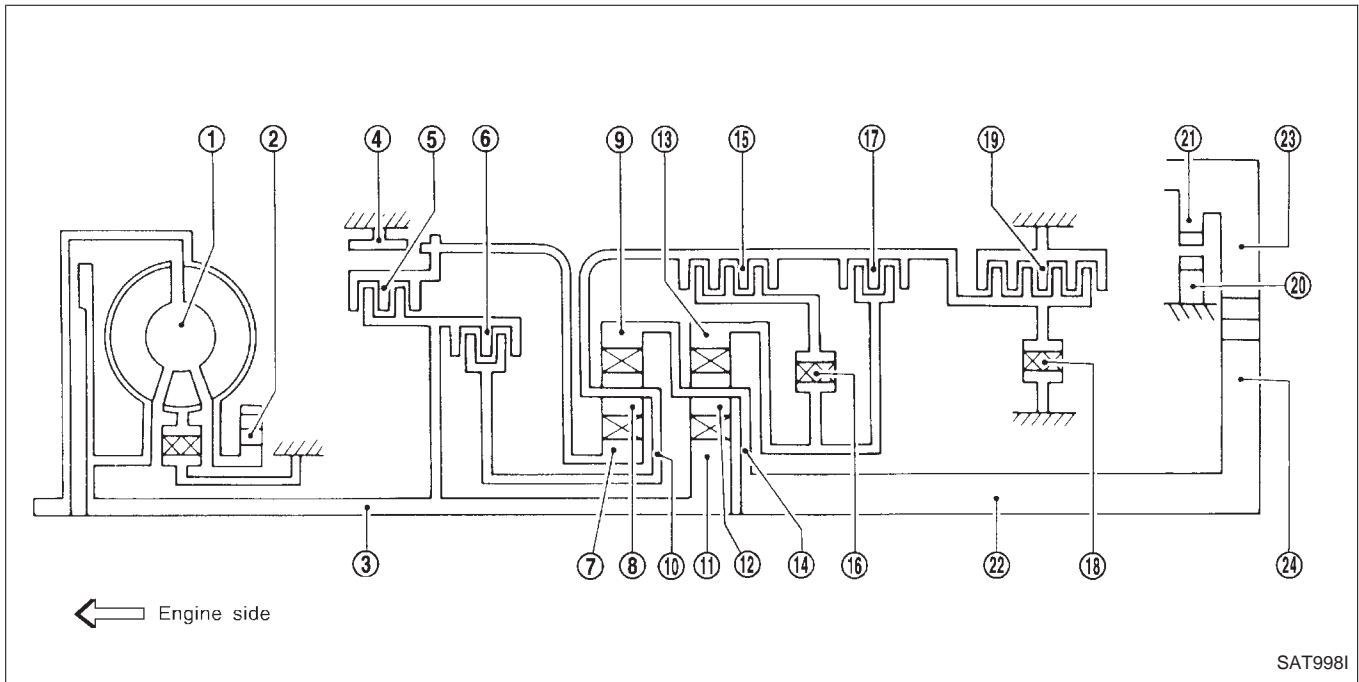 ① ② ④ ⑤ ⑥ ⑨ ⑬ ⑮ ⑰ ⑲ ㉑ ㉓
⑳
③ ⑦ ⑧ ⑩ ⑪ ⑫ ⑭ ⑯ ㉒ ⑱ ㉔
Engine side
SAT998I